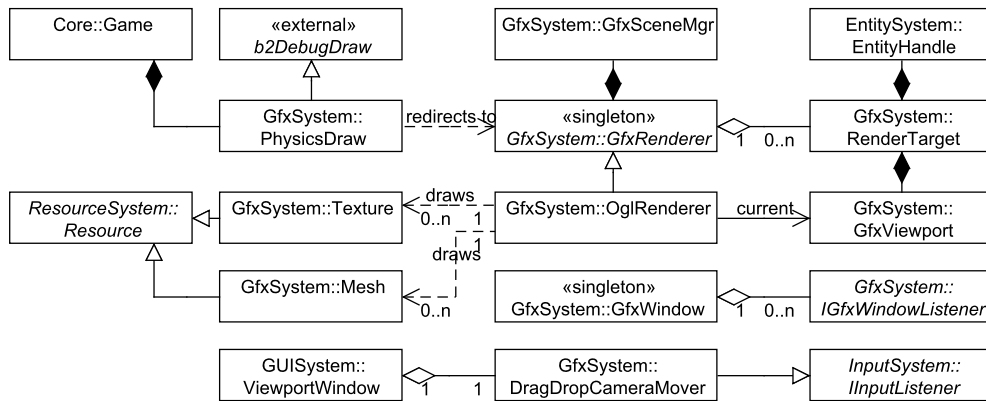 Core::Game
«external»
b2DebugDraw
GfxSystem::GfxSceneMgr
EntitySystem::
EntityHandle
GfxSystem::
PhysicsDraw
redirects to
«singleton»
GfxSystem::GfxRenderer
1
0..n
GfxSystem::
RenderTarget
ResourceSystem::
Resource
GfxSystem::Texture
draws
0..n
1
GfxSystem::OglRenderer
current
GfxSystem::
GfxViewport
1
draws
GfxSystem::Mesh
0..n
«singleton»
GfxSystem::GfxWindow
1
0..n
GfxSystem::
IGfxWindowListener
GUISystem::
ViewportWindow
1
1
GfxSystem::
DragDropCameraMover
InputSystem::
IInputListener